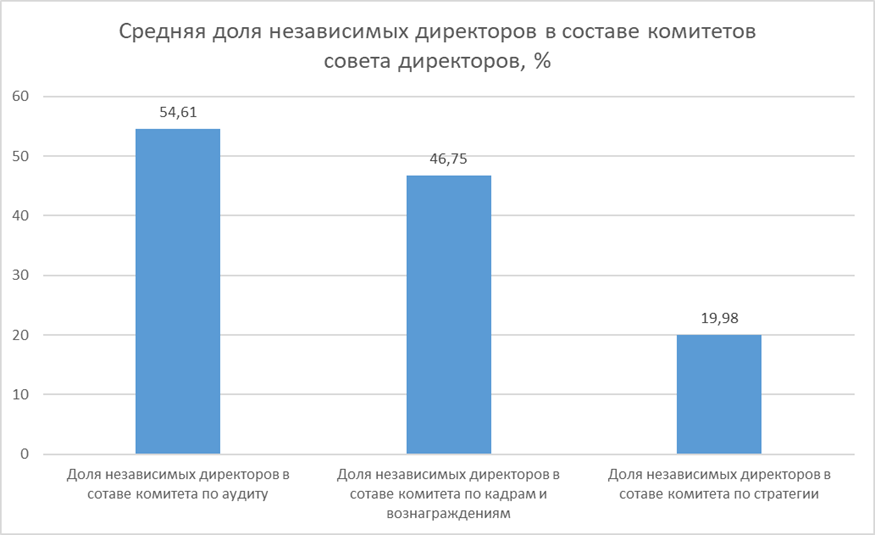 Средняя доля независимых директоров в составе комитетов
совета директоров, %
60
50
40
30
20
10
0
54,61
46,75
19,98
Доля независимых директоров в
сотаве комитета по аудиту
Доля независимых директоров в
сотаве комитета по кадрам и
вознаграждениям
Доля независимых директоров в
сотаве комитета по стратегии